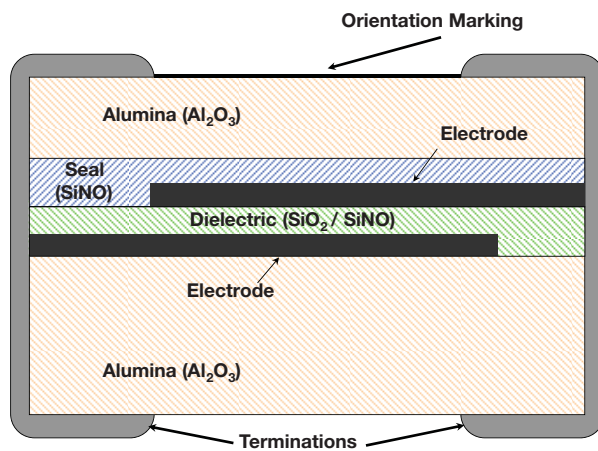 Orientation Marking
Alumina (Al₂O₃)
Electrode
Seal
(SiNO)
Dielectric (SiO₂ / SiNO)
Electrode
Alumina (Al₂O₃)
Terminations